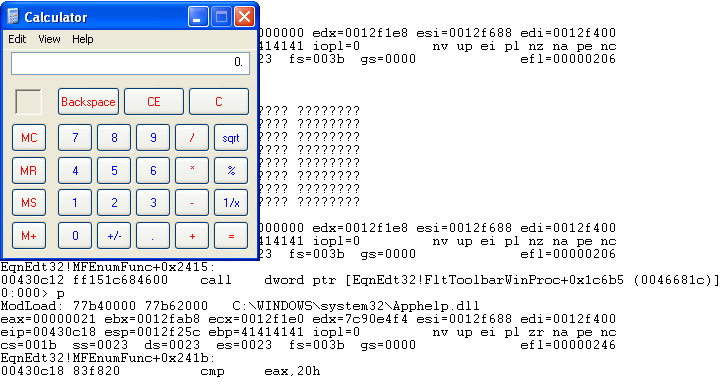 Calculator
Edit View Help
0.
Backspace CE C
MC 7 8 9 / sqrt
MR 4 5 6 * %
MS 1 2 3 - 1/x
M+ 0 +/- . + =
000000 edx=0012f1e8 esi=0012f688 edi=0012f400
41414141 iopl=0 nv up ei pl nz na pe nc
23 fs=003b gs=0000 efl=00000206
???? ????????
???? ????????
???? ????????
???? ????????
???? ????????
???? ????????
???? ????????
???? ????????
000000 edx=0012f1e8 esi=0012f688 edi=0012f400
41414141 iopl=0 nv up ei pl nz na pe nc
23 fs=003b gs=0000 efl=00000206
EqnEdt32!MFEnumFunc+0x2415:
00430c12 ff151c684600 call dword ptr [EqnEdt32!FltToolbarWinProc+0x1c6b5 (0046681c)]
0:000> p
ModLoad: 77b40000 77b62000 C:\WINDOWS\system32\Apphelp.dll
eax=00000021 ebx=0012fab8 ecx=0012f1e0 edx=7c90e4f4 esi=0012f688 edi=0012f400
eip=00430c18 esp=0012f25c ebp=41414141 iopl=0 nv up ei pl zr na pe nc
cs=001b ss=0023 ds=0023 es=0023 fs=003b gs=0000 efl=00000246
EqnEdt32!MFEnumFunc+0x241b:
00430c18 83f820 cmp eax,20h